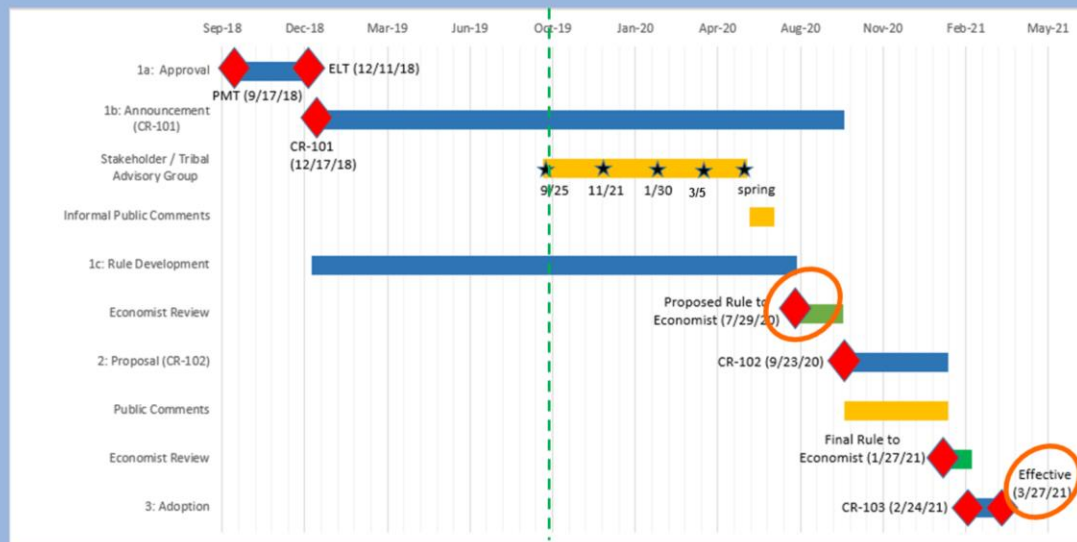 Sep-18 Dec-18 Mar-19 Jun-19 Oct-19 Jan-20 Apr-20 Aug-20 Nov-20 Feb-21 May-21
1a: Approval
ELT (12/11/18)
PMT (9/17/18)
1b: Announcement
(CR-101)
CR-101
(12/17/18)
Stakeholder / Tribal
Advisory Group
9/25 11/21 1/30 3/5 spring
Informal Public Comments
1c: Rule Development
Economist Review
Proposed Rule to
Economist (7/29/20)
2: Proposal (CR-102)
CR-102 (9/23/20)
Public Comments
Economist Review
Final Rule to
Economist (1/27/21)
3: Adoption
CR-103 (2/24/21)
Effective
(3/27/21)